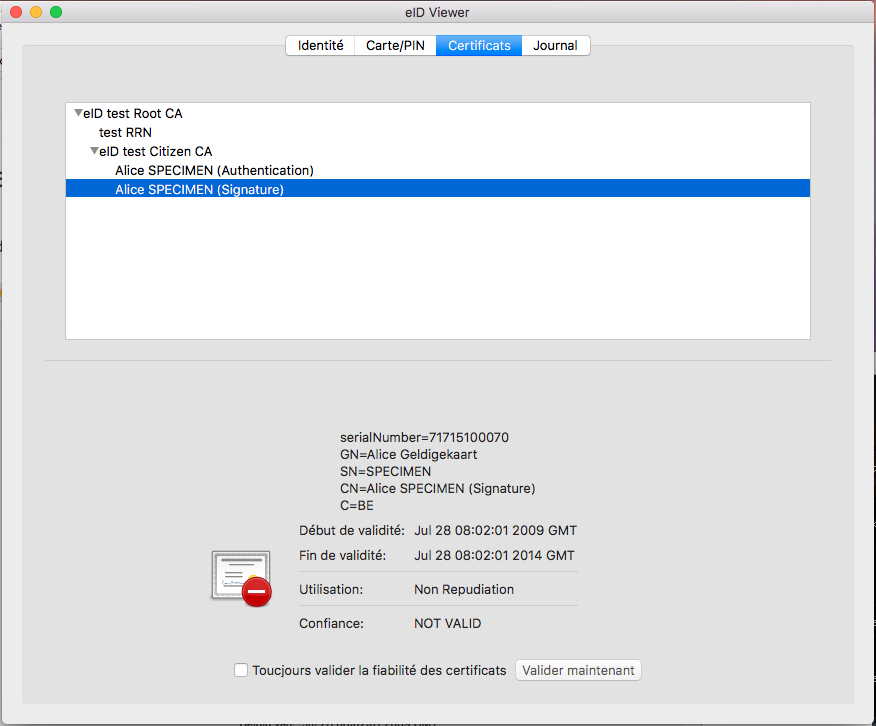 eID Viewer
Identité Carte/PIN Certificats Journal
eID test Root CA
test RRN
eID test Citizen CA
Alice SPECIMEN (Authentication)
Alice SPECIMEN (Signature)
serialNumber=71715100070
GN=Alice Geldigekaart
SN=SPECIMEN
CN=Alice SPECIMEN (Signature)
C=BE
Début de validité: Jul 28 08:02:01 2009 GMT
Fin de validité: Jul 28 08:02:01 2014 GMT
Utilisation: Non Repudiation
Confiance: NOT VALID
Toucjours valider la fiabilité des certificats Valider maintenant